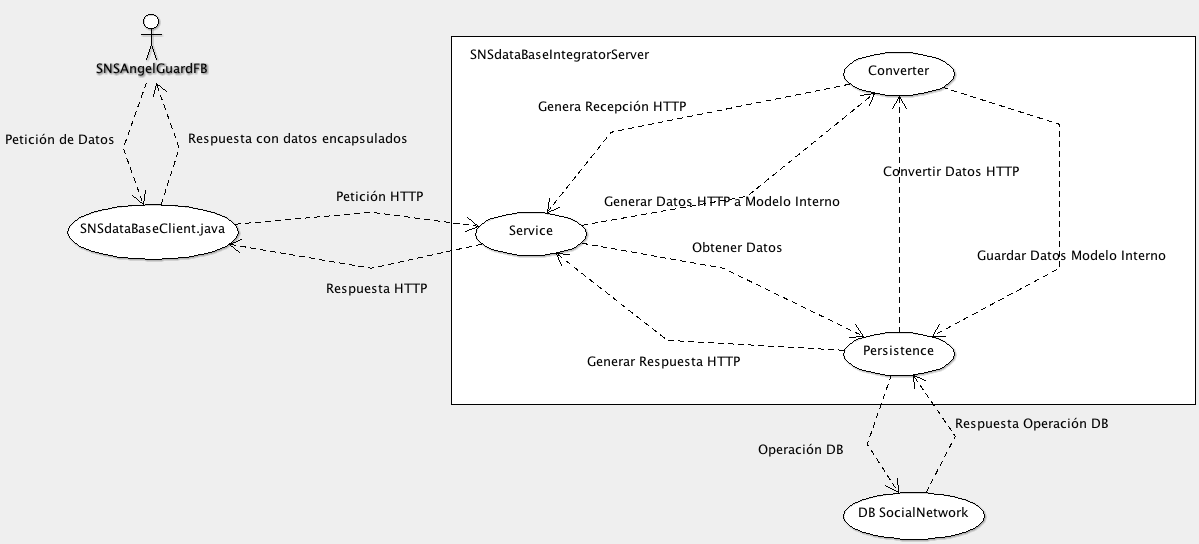 SNSAngelGuardFB
SNSdataBaseIntegratorServer
Converter
Genera Recepción HTTP
Petición de Datos
Respuesta con datos encapsulados
Convertir Datos HTTP
Petición HTTP
Generar Datos HTTP a Modelo Interno
SNSdataBaseClient.java
Service
Obtener Datos
Guardar Datos Modelo Interno
Respuesta HTTP
Persistence
Generar Respuesta HTTP
Respuesta Operación DB
Operación DB
DB SocialNetwork